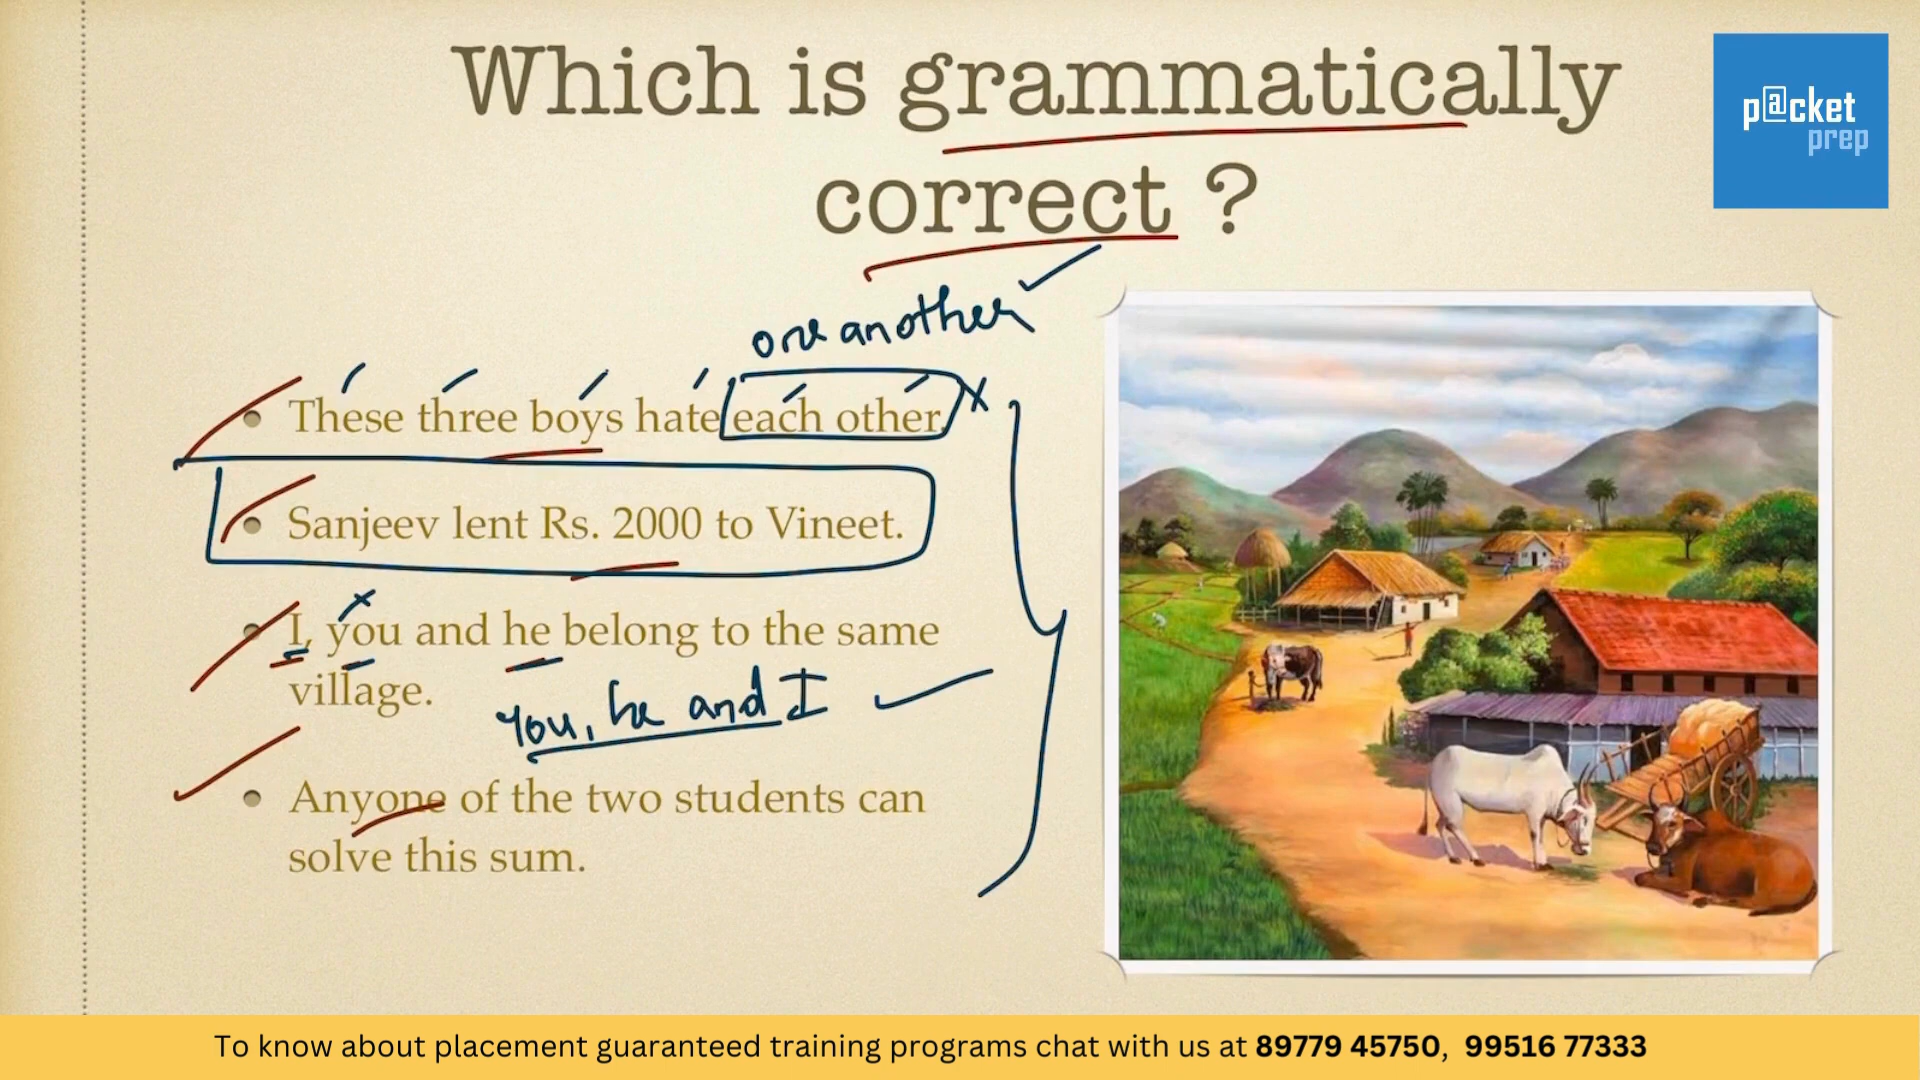 Which is grammatically
correct ?
p@cket
prep
one another
• These three boys hate each other.
• Sanjeev lent Rs. 2000 to Vineet.
• I, you and he belong to the same
village.
You, he and I
• Anyone of the two students can
solve this sum.
To know about placement guaranteed training programs chat with us at 89779 45750, 99516 77333